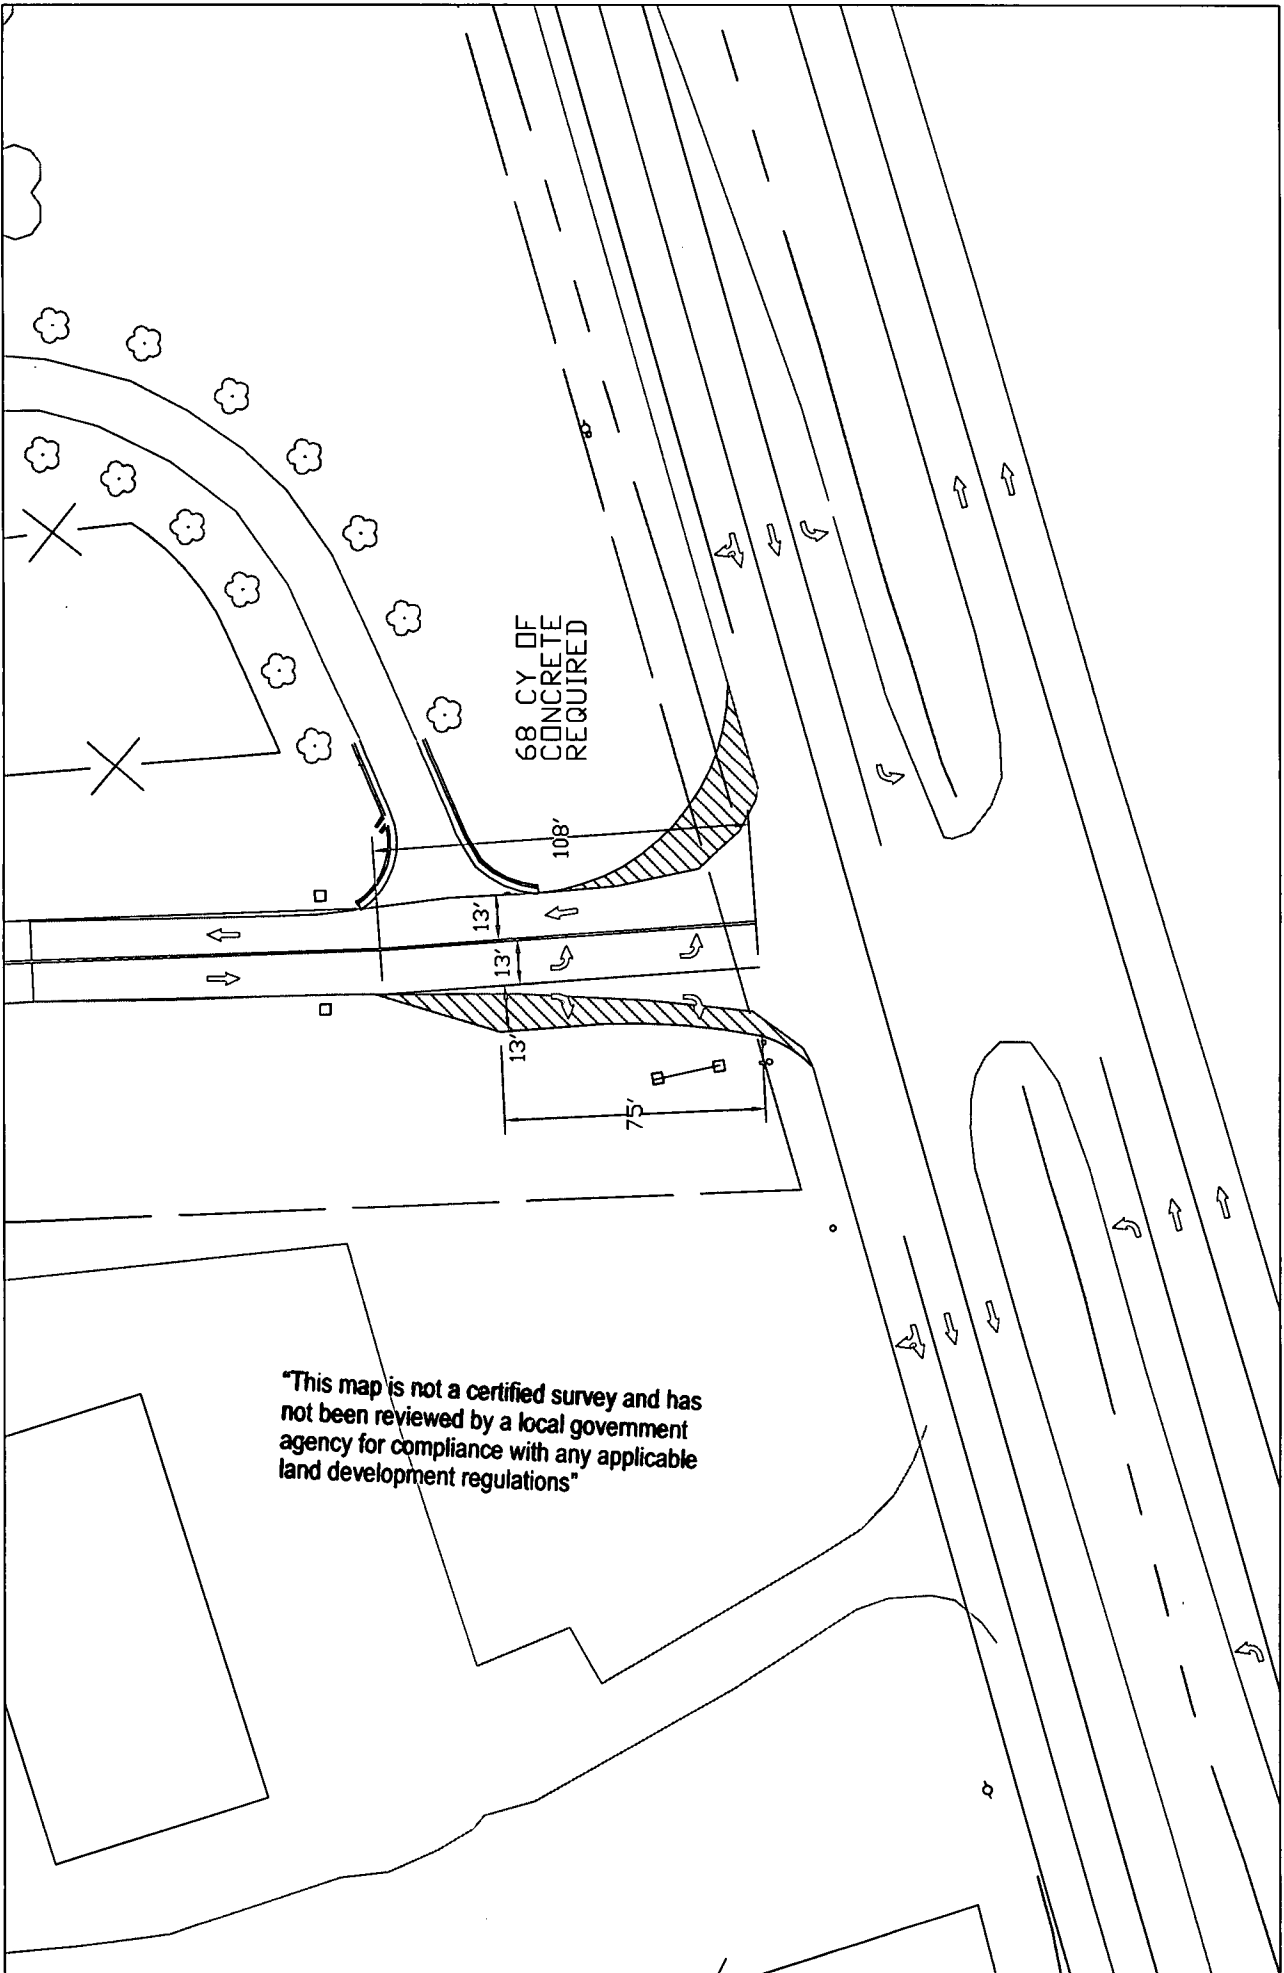 68 CY OF
CONCRETE
REQUIRED
108'
13'
13'
13'
75'
"This map is not a certified survey and has
not been reviewed by a local government
agency for compliance with any applicable
land development regulations"